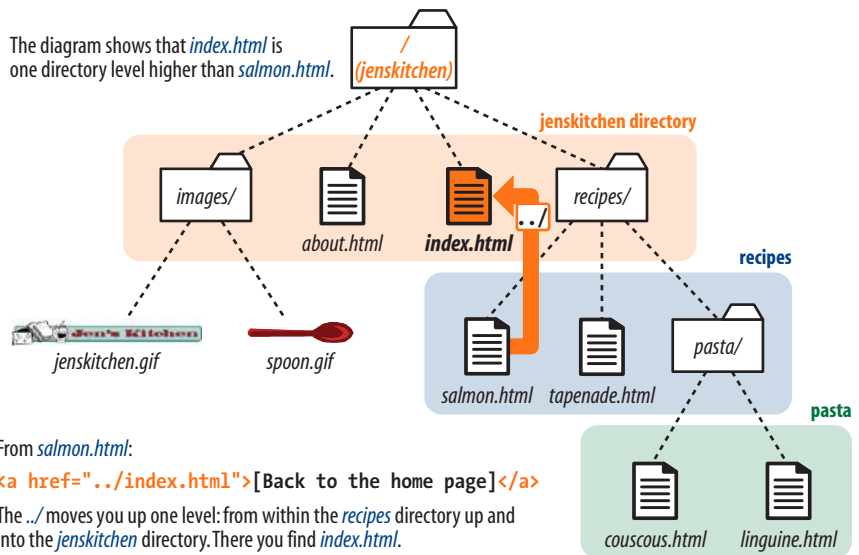 The diagram shows that index.html is
one directory level higher than salmon.html.
/
(jenskitchen)
jenskitchen directory
images/
about.html
index.html
../
recipes/
recipes
Jen's Kitchen
jenskitchen.gif
spoon.gif
salmon.html
tapenade.html
pasta/
pasta
couscous.html
linguine.html
From salmon.html:
<a href="../index.html">[Back to the home page]</a>
The ../ moves you up one level: from within the recipes directory up and
into the jenskitchen directory. There you find index.html.